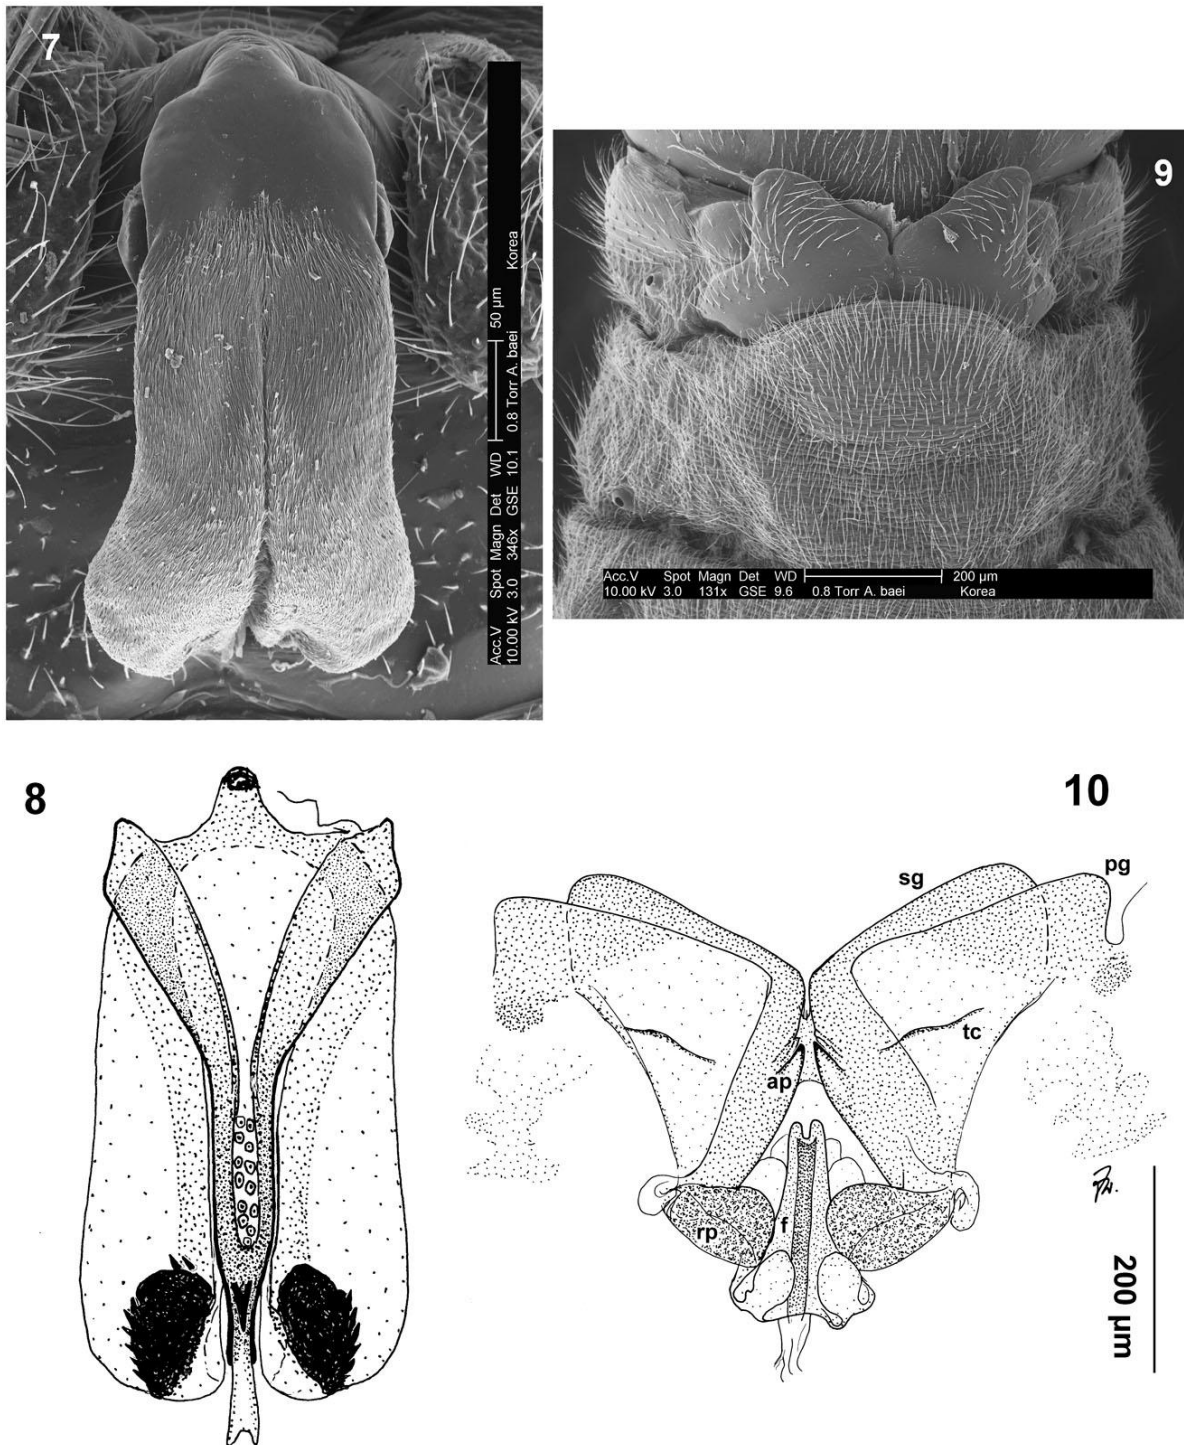 7
Acc.V Spot Magn Det WD 50 µm
10.00 kV 3.0 346x GSE 10.1 0.8 Torr A. baei Korea
9
Acc.V Spot Magn Det WD 200 µm
10.00 kV 3.0 131x GSE 9.6 0.8 Torr A. baei Korea
8
10
sg
pg
tc
ap
rp
f
200 µm